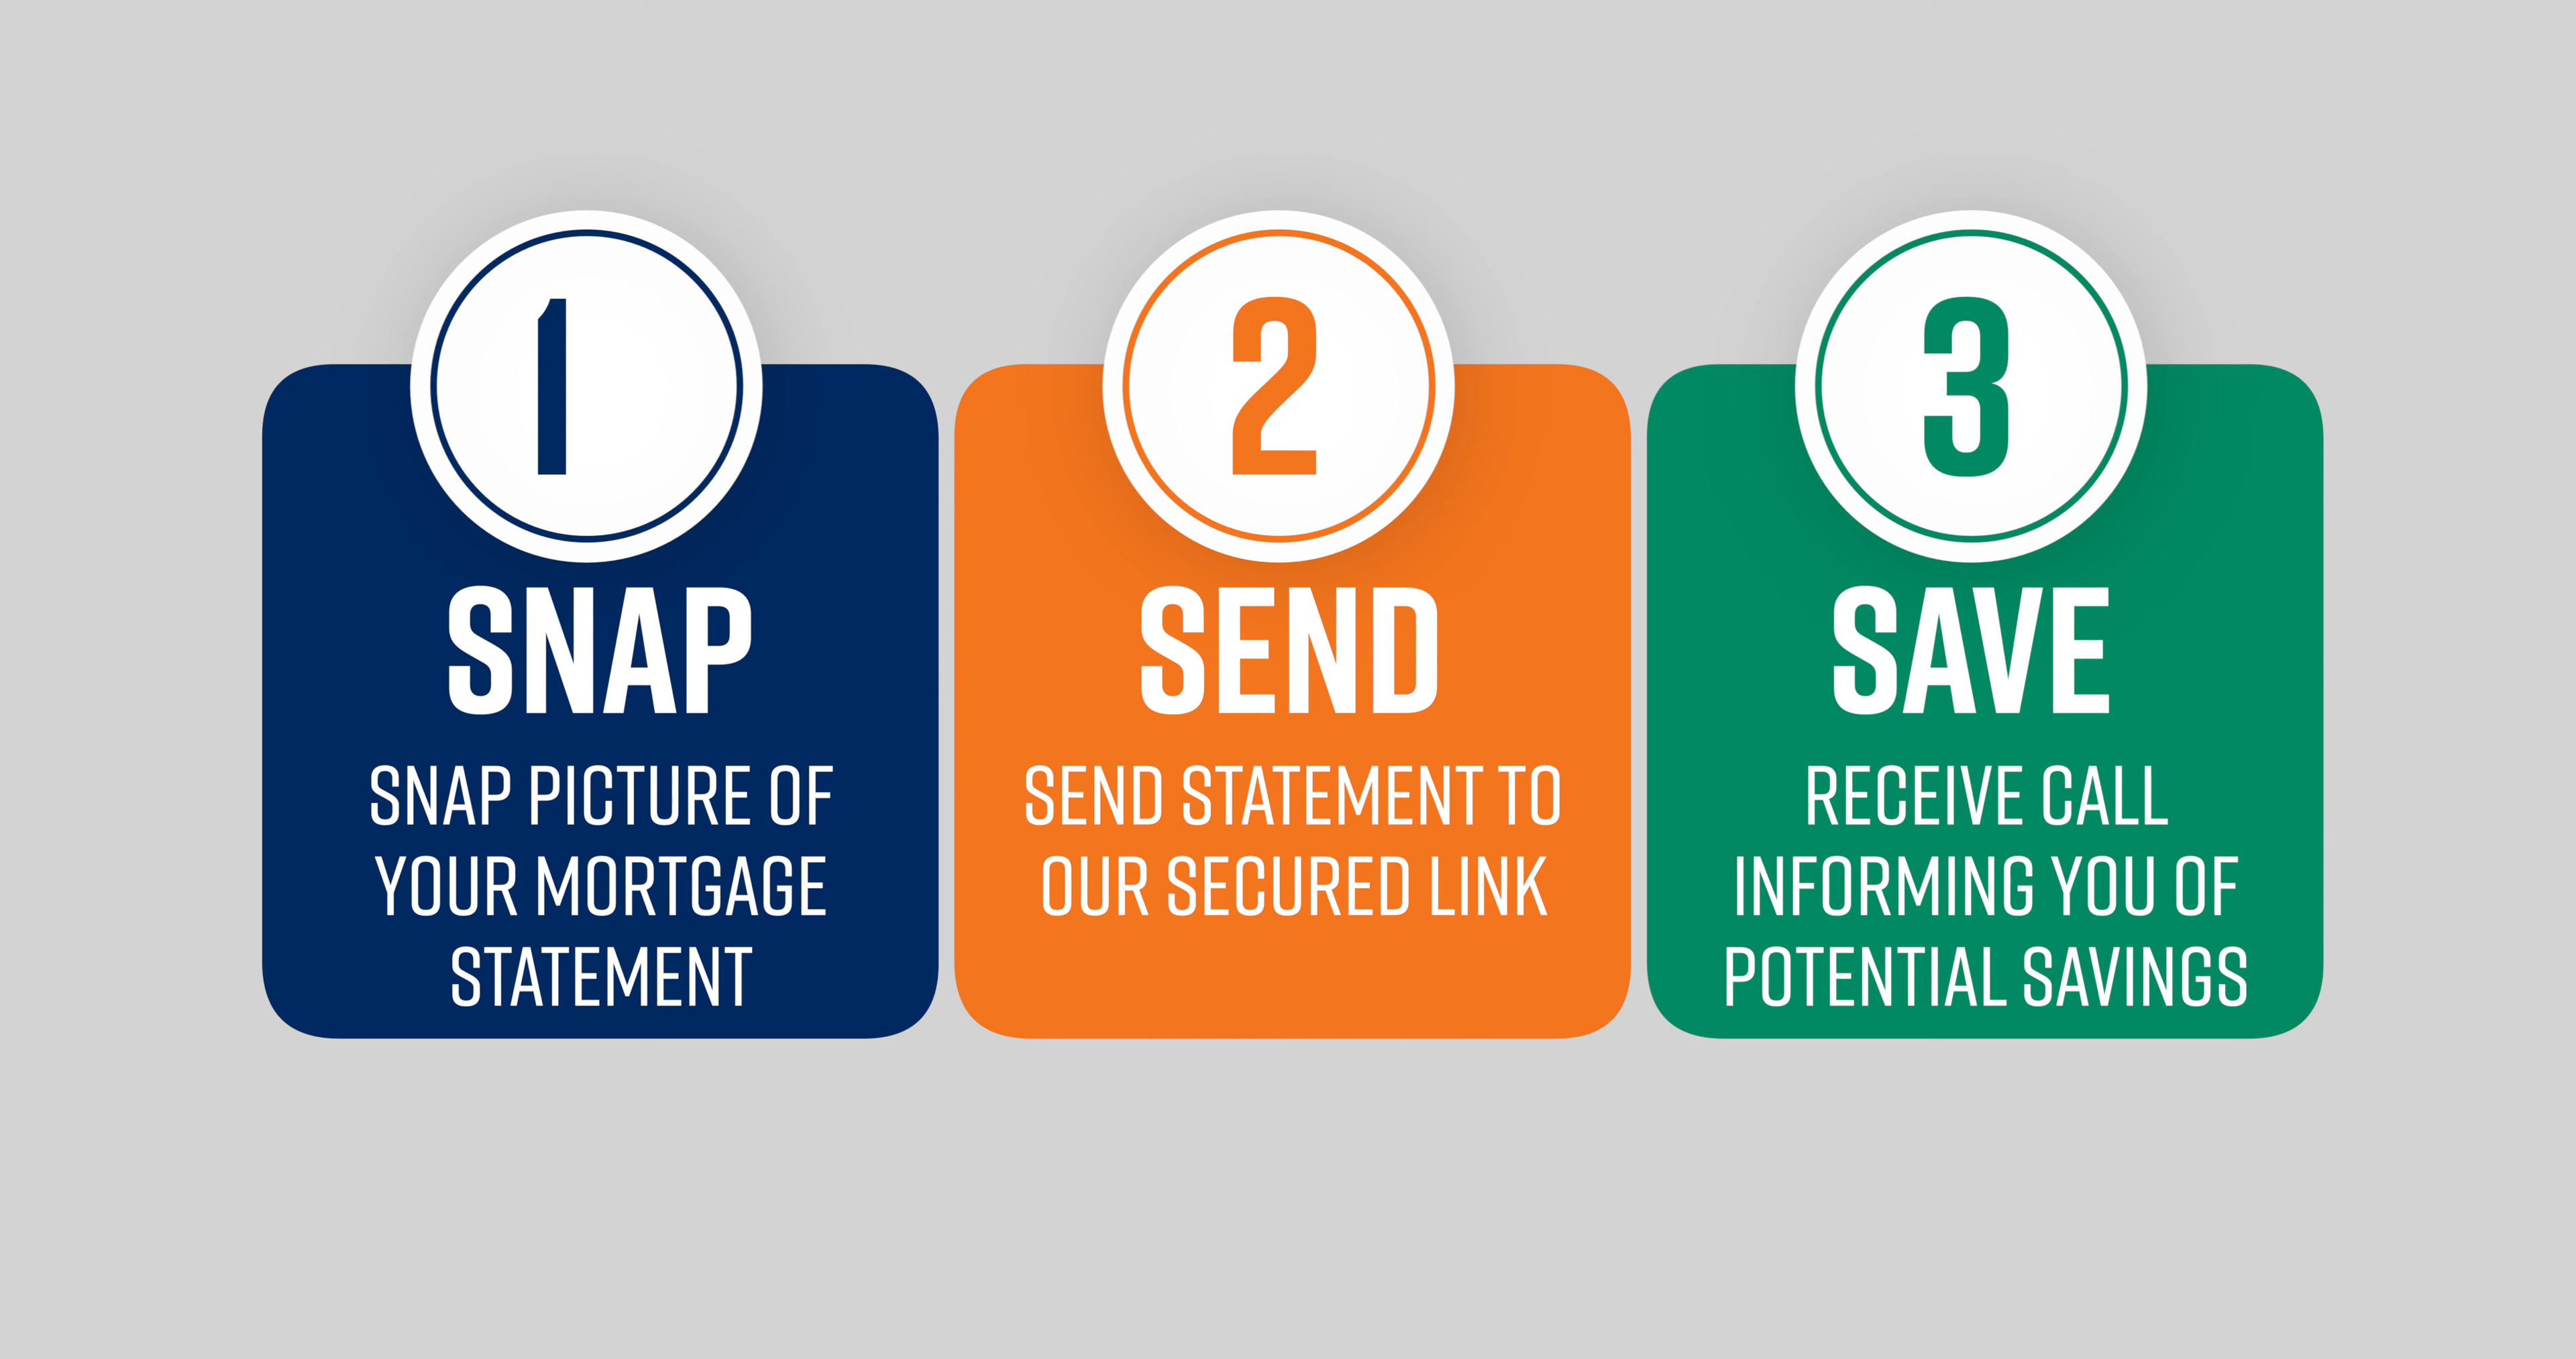 1
SNAP
SNAP PICTURE OF
YOUR MORTGAGE
STATEMENT
2
SEND
SEND STATEMENT TO
OUR SECURED LINK
3
SAVE
RECEIVE CALL
INFORMING YOU OF
POTENTIAL SAVINGS